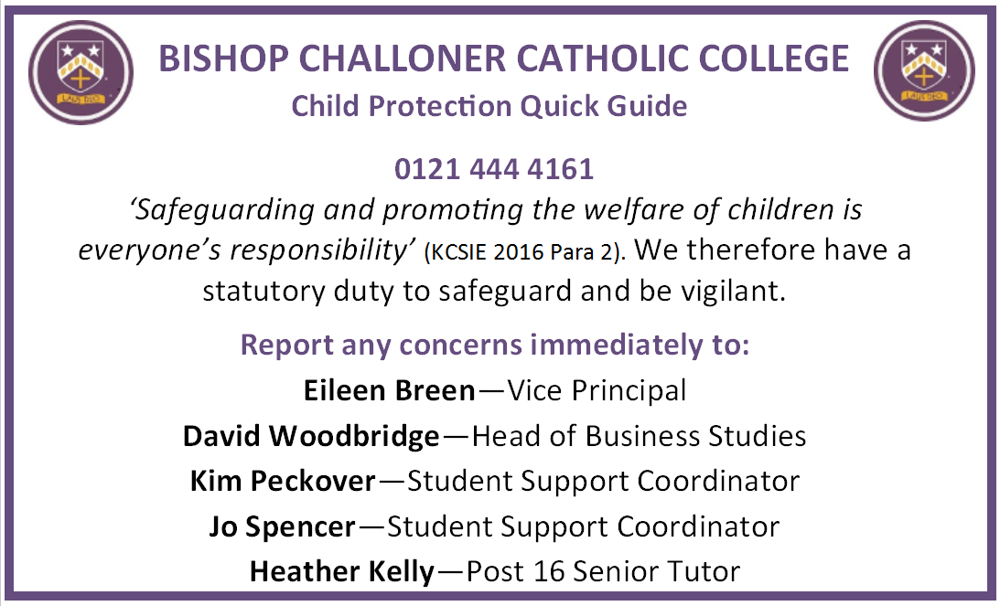 BISHOP CHALLONER CATHOLIC COLLEGE
Child Protection Quick Guide
LAUS DEO
LAUS DEO
0121 444 4161
‘Safeguarding and promoting the welfare of children is
everyone’s responsibility’ (KCSIE 2016 Para 2). We therefore have a
statutory duty to safeguard and be vigilant.
Report any concerns immediately to:
Eileen Breen—Vice Principal
David Woodbridge—Head of Business Studies
Kim Peckover—Student Support Coordinator
Jo Spencer—Student Support Coordinator
Heather Kelly—Post 16 Senior Tutor